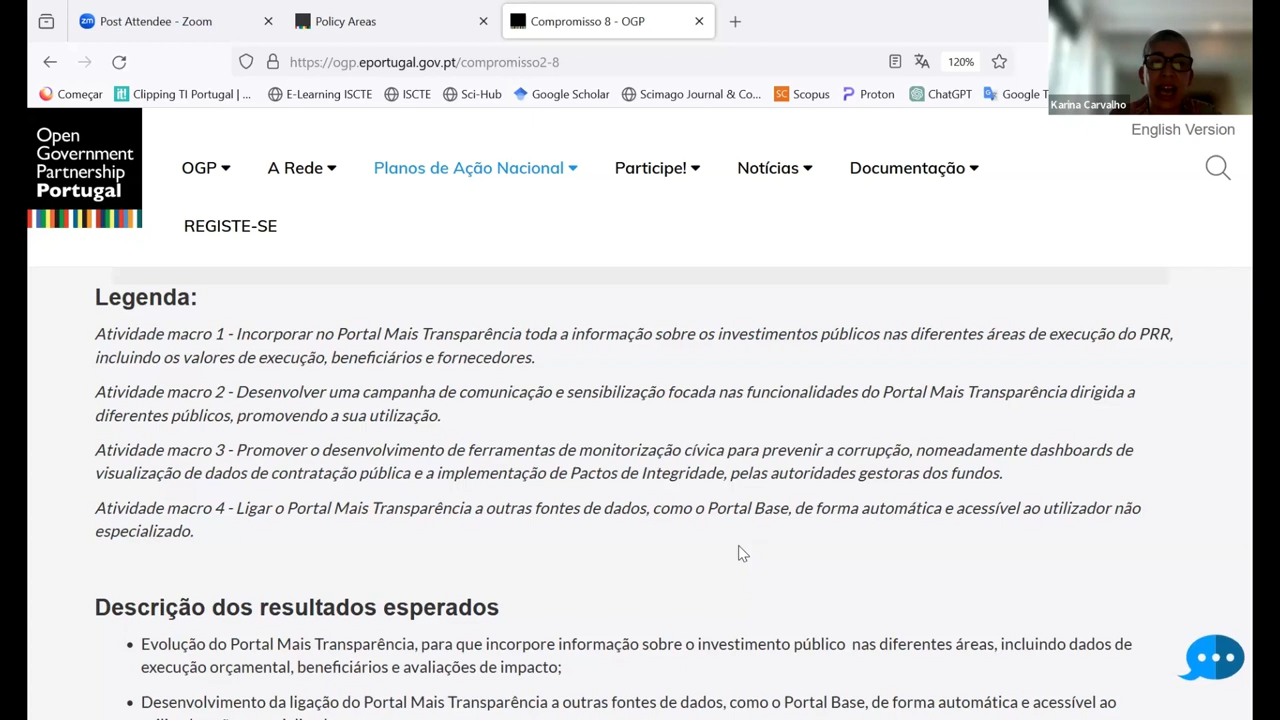 Post Attendee - Zoom
Policy Areas
Compromisso 8 - OGP
https://ogp.eportugal.gov.pt/compromisso2-8
120%
Começar
Clipping TI Portugal | ...
E-Learning ISCTE
ISCTE
Sci-Hub
Google Scholar
Scimago Journal & Co...
Scopus
Proton
ChatGPT
Google T
Karina Carvalho
English Version
Open
Government
Partnership
Portugal
OGP
A Rede
Planos de Ação Nacional
Participe!
Notícias
Documentação
REGISTE-SE
Legenda:
Atividade macro 1 - Incorporar no Portal Mais Transparência toda a informação sobre os investimentos públicos nas diferentes áreas de execução do PRR,
incluindo os valores de execução, beneficiários e fornecedores.
Atividade macro 2 - Desenvolver uma campanha de comunicação e sensibilização focada nas funcionalidades do Portal Mais Transparência dirigida a
diferentes públicos, promovendo a sua utilização.
Atividade macro 3 - Promover o desenvolvimento de ferramentas de monitorização cívica para prevenir a corrupção, nomeadamente dashboards de
visualização de dados de contratação pública e a implementação de Pactos de Integridade, pelas autoridades gestoras dos fundos.
Atividade macro 4 - Ligar o Portal Mais Transparência a outras fontes de dados, como o Portal Base, de forma automática e acessível ao utilizador não
especializado.
Descrição dos resultados esperados
Evolução do Portal Mais Transparência, para que incorpore informação sobre o investimento público nas diferentes áreas, incluindo dados de
execução orçamental, beneficiários e avaliações de impacto;
Desenvolvimento da ligação do Portal Mais Transparência a outras fontes de dados, como o Portal Base, de forma automática e acessível ao